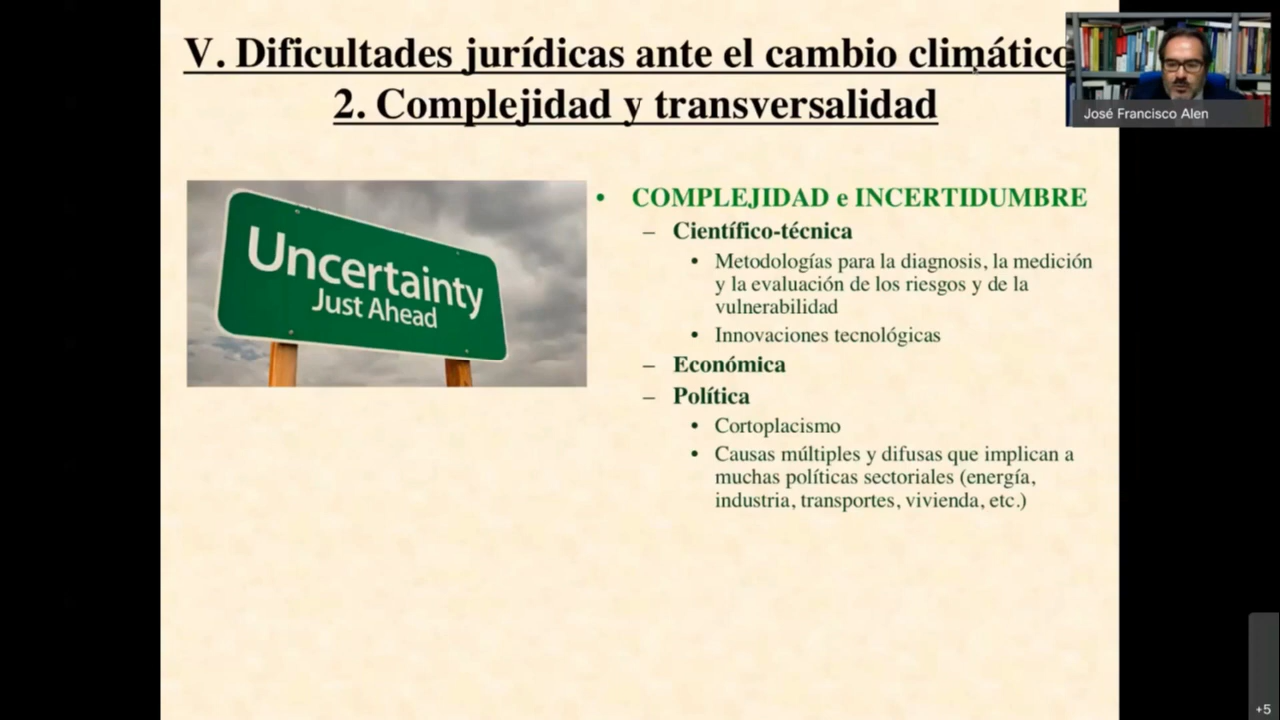 V. Dificultades jurídicas ante el cambio climático
2. Complejidad y transversalidad
José Francisco Alen
Uncertainty
Just Ahead
• COMPLEJIDAD e INCERTIDUMBRE
– Científico-técnica
• Metodologías para la diagnosis, la medición
y la evaluación de los riesgos y de la
vulnerabilidad
• Innovaciones tecnológicas
– Económica
– Política
• Cortoplacismo
• Causas múltiples y difusas que implican a
muchas políticas sectoriales (energía,
industria, transportes, vivienda, etc.)
+5